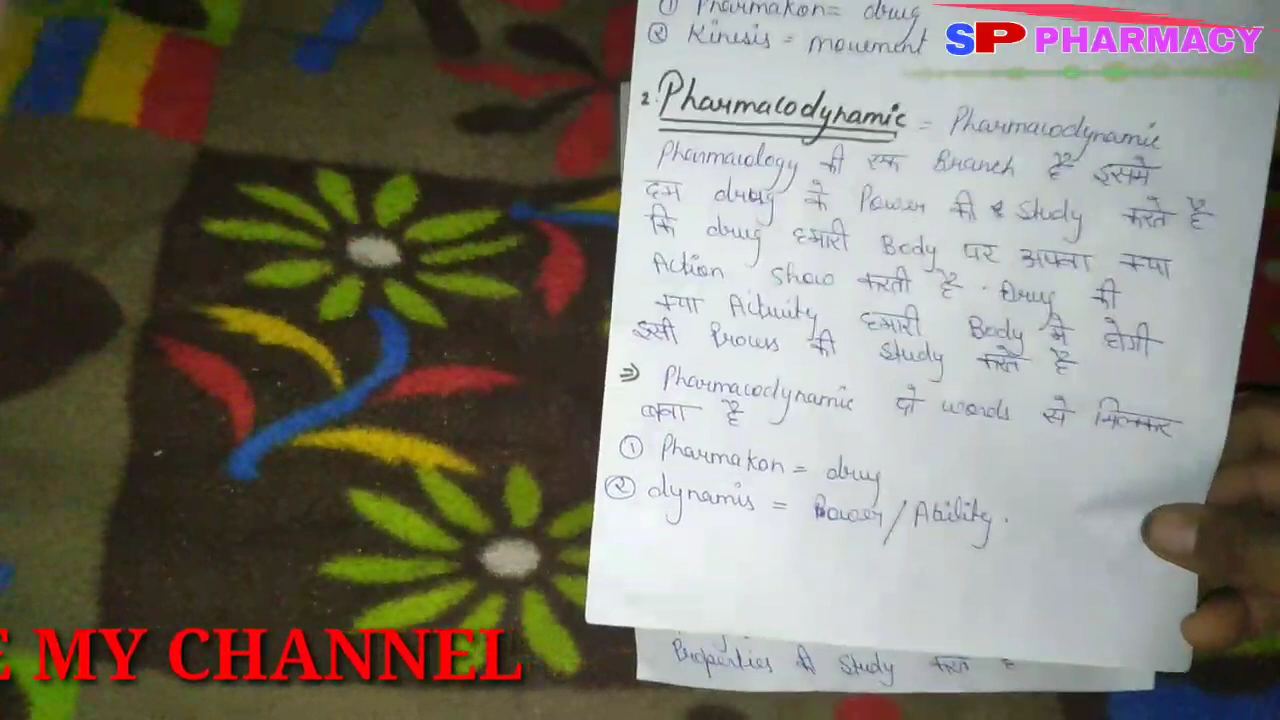 ① Pharmakon = drug
② Kinesis = movement
SP PHARMACY
2. Pharmacodynamic = Pharmacodynamic
Pharmacology की एक Branch है इसमे
हम drug के Power की Study करते है
कि drug हमारी Body पर अपना क्या
Action show करती है. Drug की
क्या Acitivity हमारी Body मे होगी
इसी Process की study करते है
⇒ Pharmacodynamic दो words से मिलकर
बना है
① Pharmakon = drug
② dynamis = Power/Ability.
Properties की study करत है
E MY CHANNEL